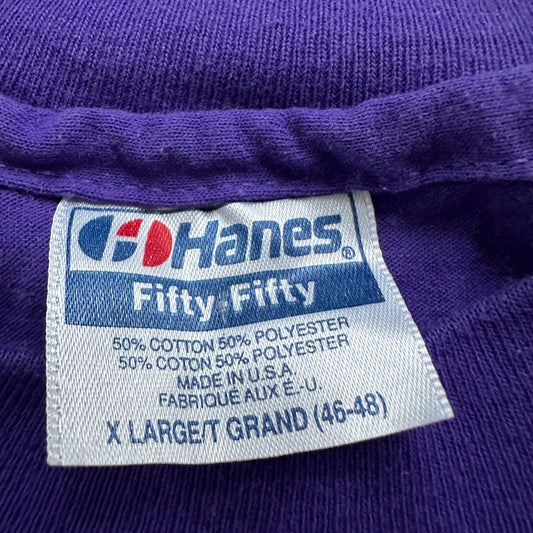 Hanes®
Fifty-Fifty
50% COTTON 50% POLYESTER
50% COTON 50% POLYESTER
MADE IN U.S.A.
FABRIQUÉ AUX É.-U.
X LARGE/T GRAND (46-48)